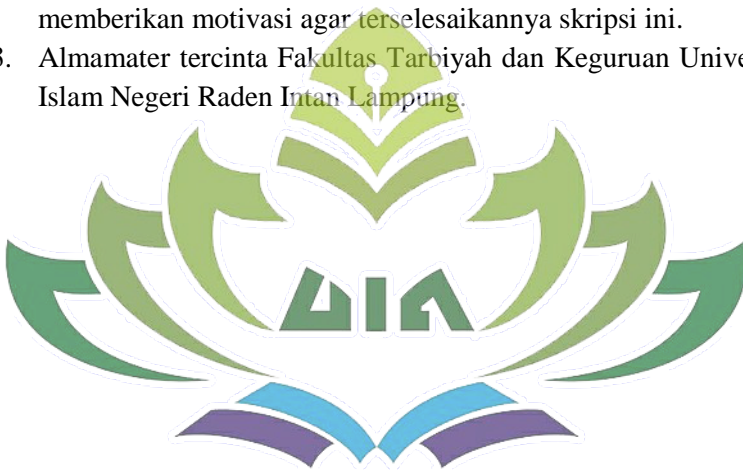 memberikan motivasi agar terselesaikannya skripsi ini.
3. Almamater tercinta Fakultas Tarbiyah dan Keguruan Unive
Islam Negeri Raden Intan Lampung.
UIN